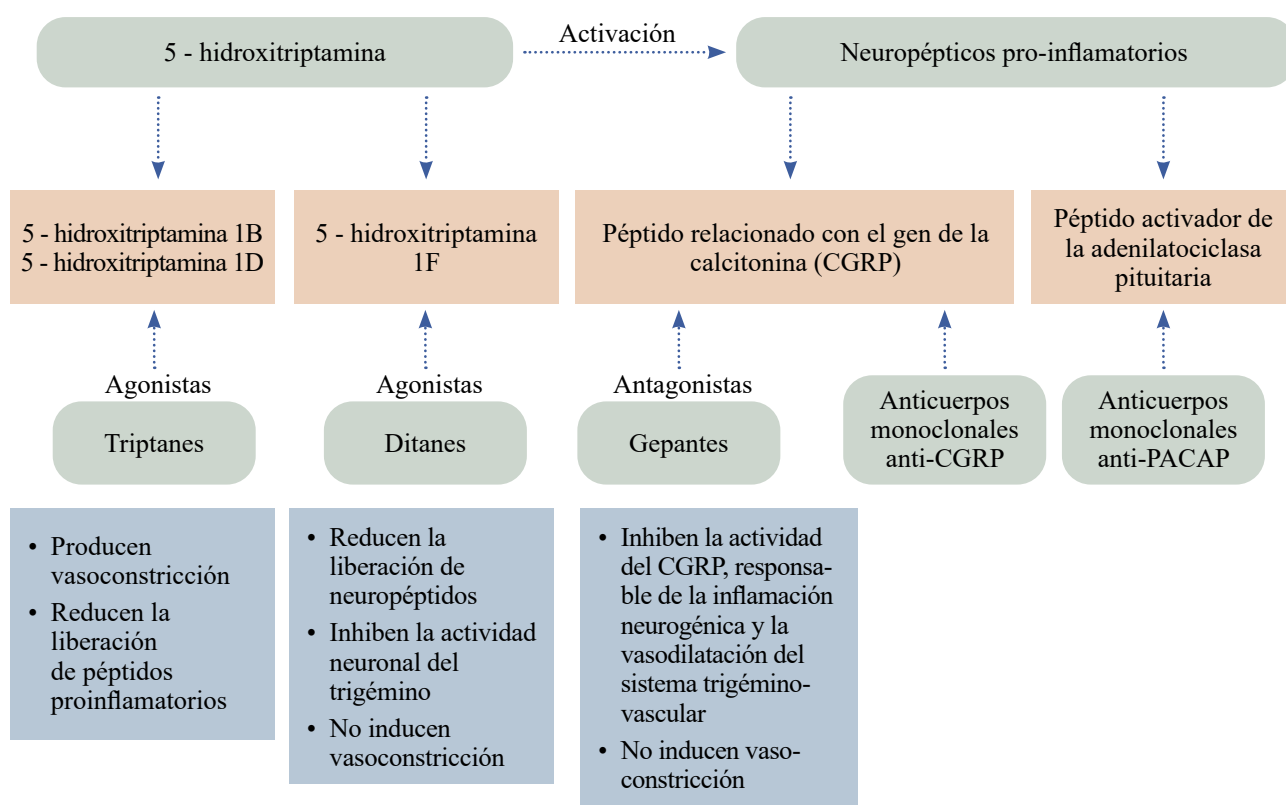 5 - hidroxitriptamina
Activación
Neuropépticos pro-inflamatorios
5 - hidroxitriptamina 1B
5 - hidroxitriptamina 1D
5 - hidroxitriptamina
1F
Péptido relacionado con el gen de la
calcitonina (CGRP)
Péptido activador de
la adenilatociclasa
pituitaria
Agonistas
Triptanes
Agonistas
Ditanes
Antagonistas
Gepantes
Anticuerpos
monoclonales
anti-CGRP
Anticuerpos
monoclonales
anti-PACAP
• Producen
vasoconstricción
• Reducen la
liberación
de péptidos
proinflamatorios
• Reducen la
liberación de
neuropéptidos
• Inhiben la actividad
neuronal del
trigémino
• No inducen
vasoconstricción
• Inhiben la actividad
del CGRP, responsa-
ble de la inflamación
neurogénica y la
vasodilatación del
sistema trigémino-
vascular
• No inducen vaso-
constricción